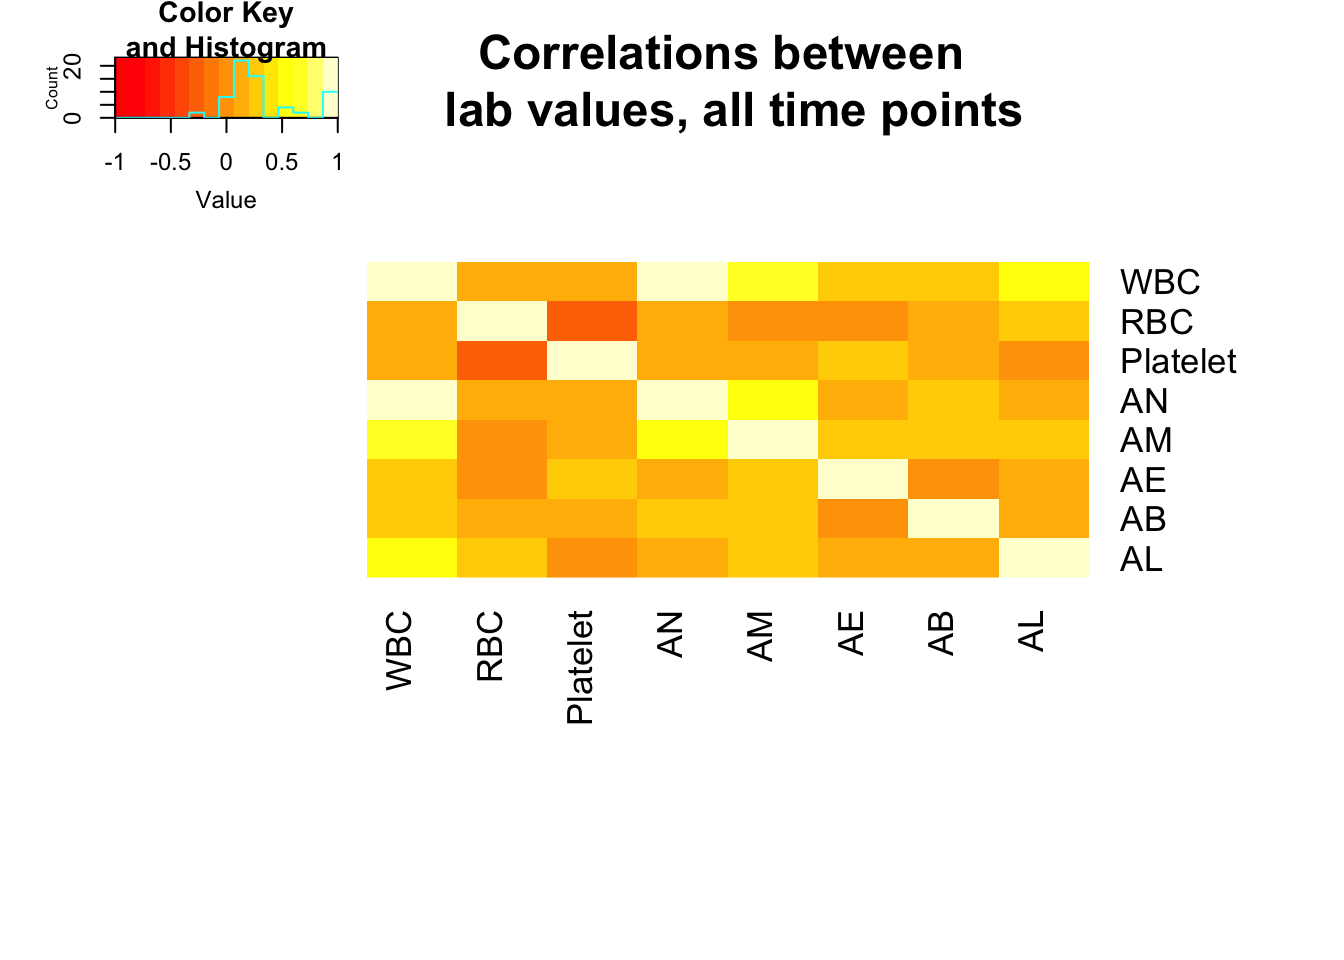 Color Key
and Histogram
Correlations between
lab values, all time points
Count
0 20
-1 -0.5 0 0.5 1
Value
WBC
RBC
Platelet
AN
AM
AE
AB
AL
WBC
RBC
Platelet
AN
AM
AE
AB
AL